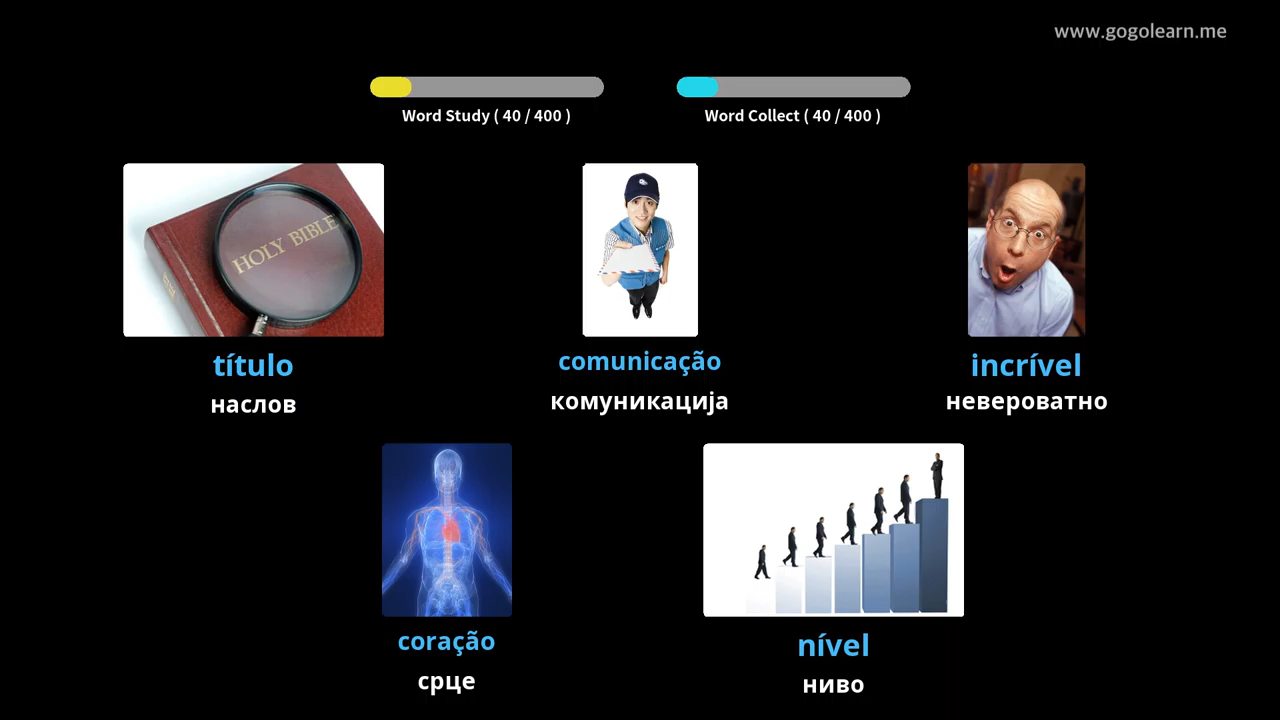 www.gogolearn.me
Word Study ( 40 / 400 )
Word Collect ( 40 / 400 )
HOLY BIBLE
título
наслов
comunicação
комуникација
incrível
невероватно
coração
срце
nível
ниво